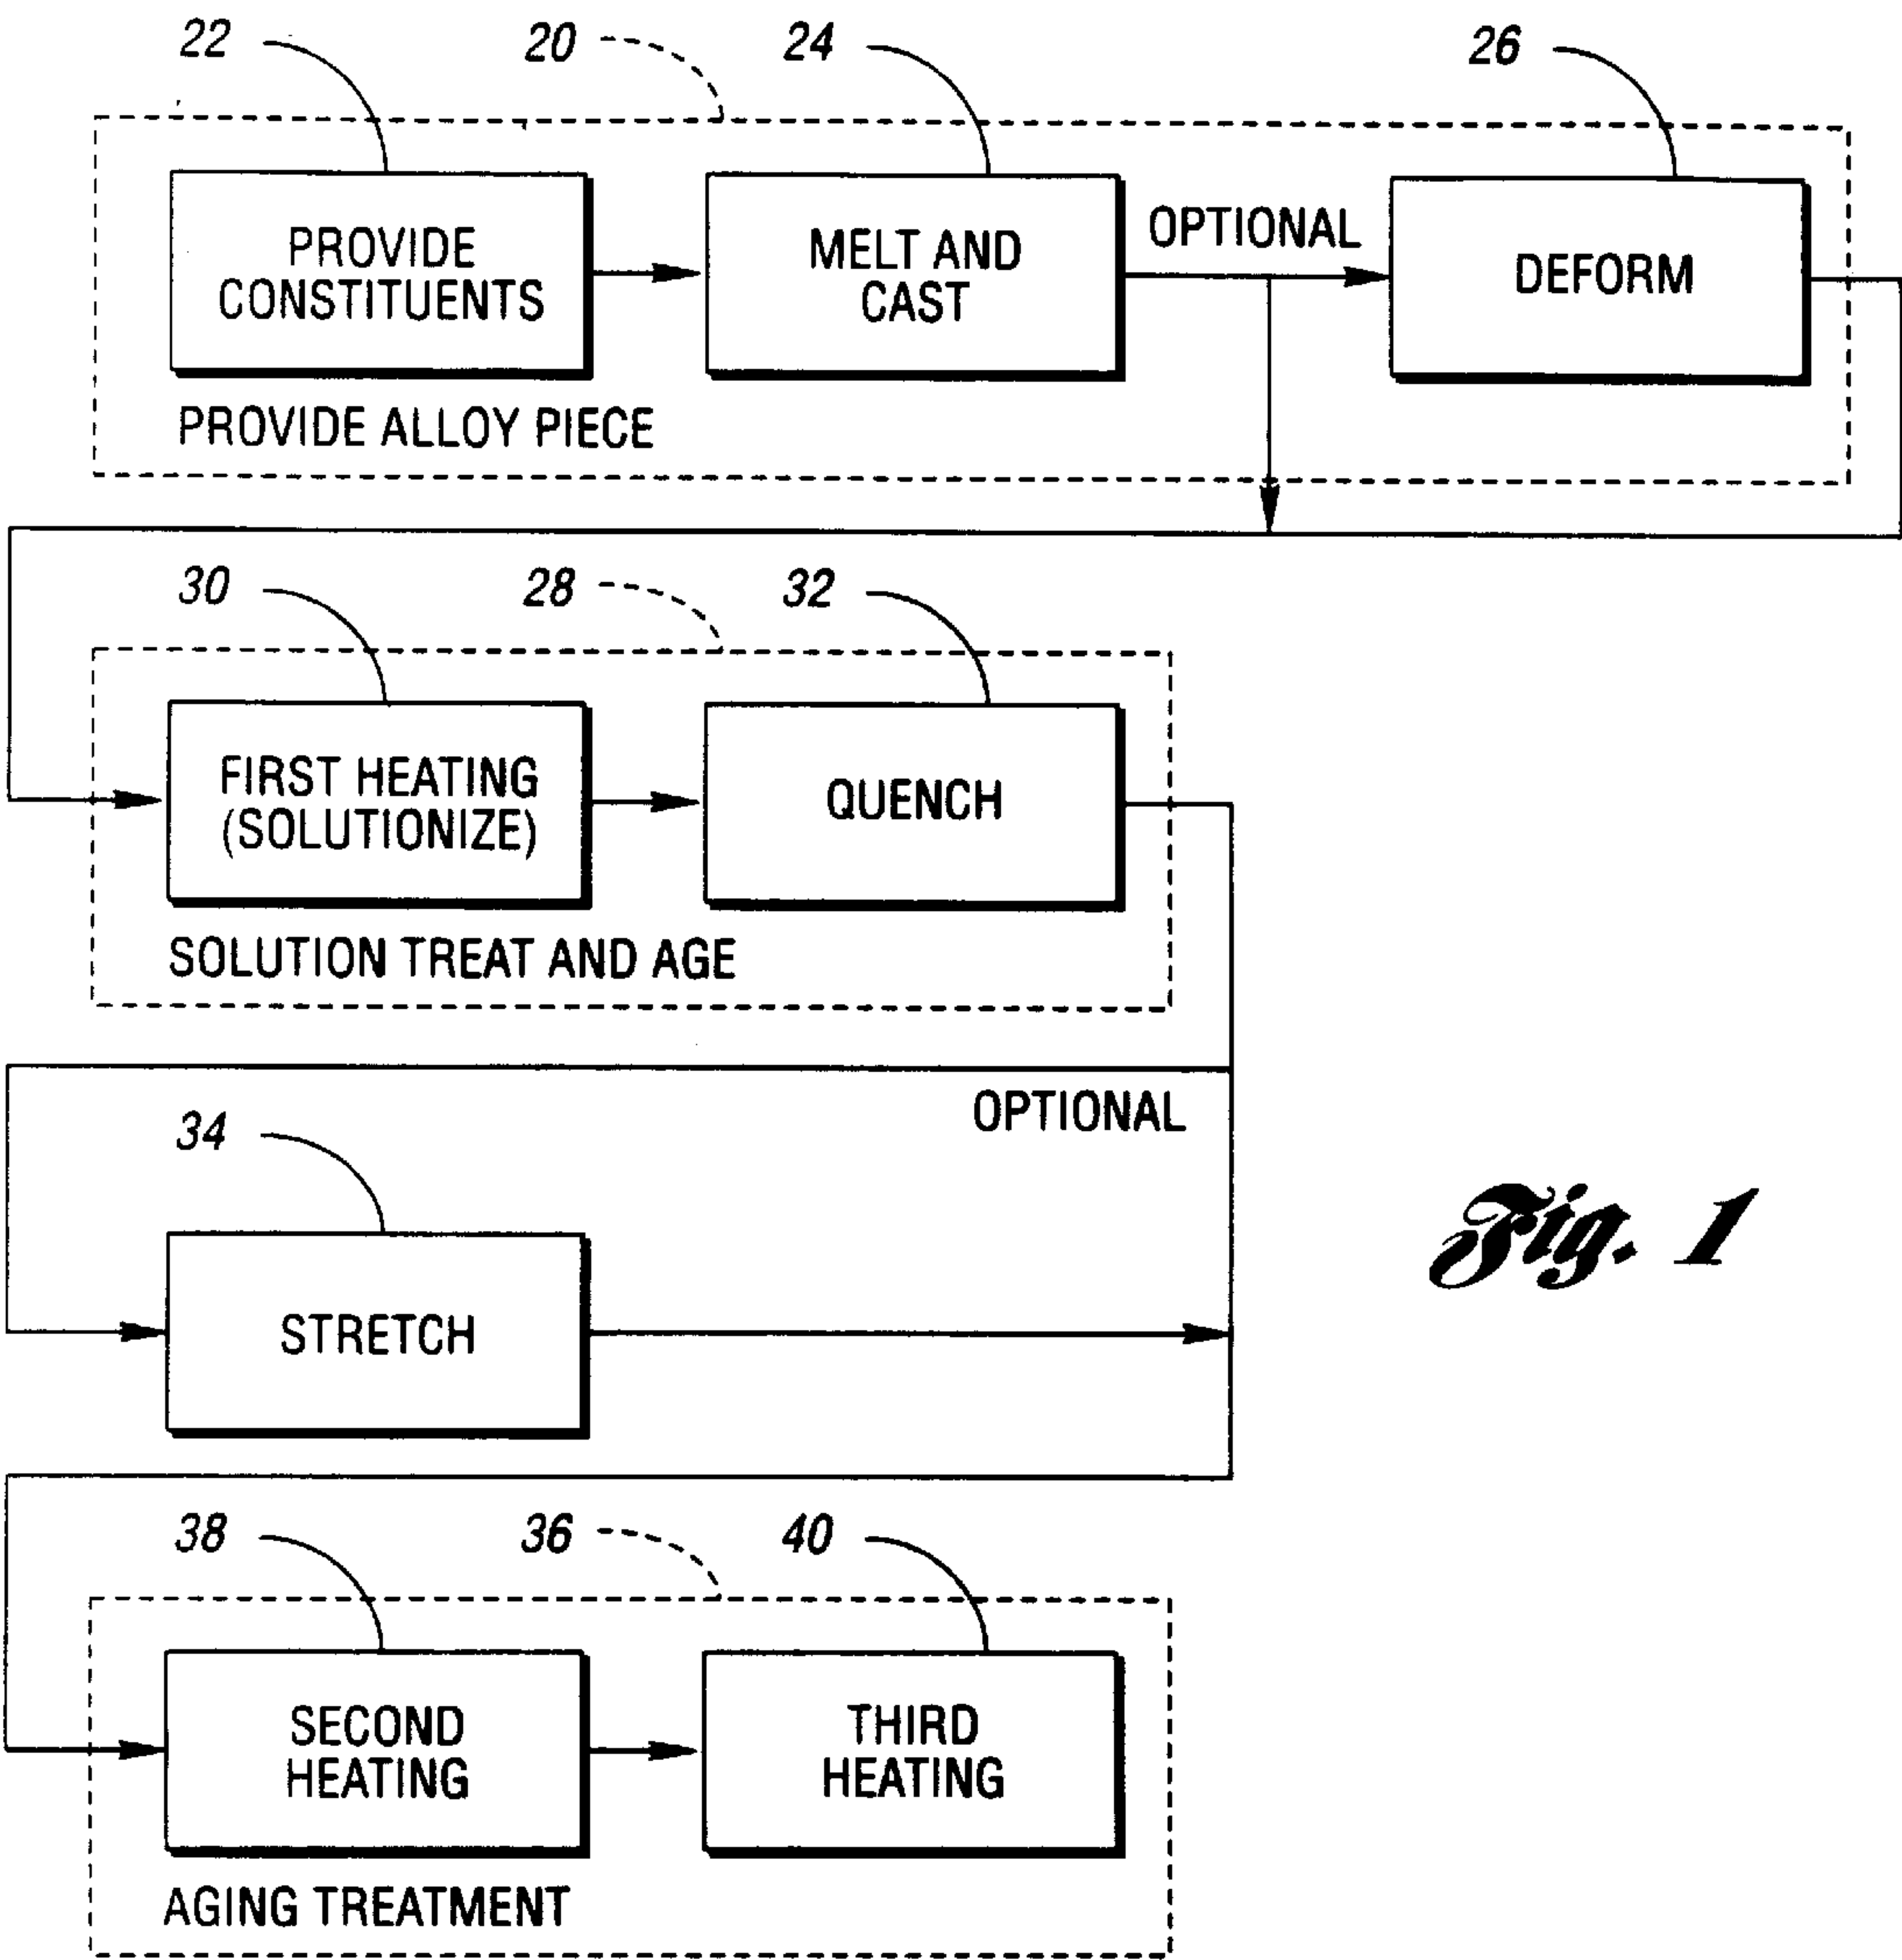 22 20 24 26
PROVIDE
CONSTITUENTS
MELT AND
CAST
OPTIONAL
DEFORM
PROVIDE ALLOY PIECE
30 28 32
FIRST HEATING
(SOLUTIONIZE)
QUENCH
SOLUTION TREAT AND AGE
OPTIONAL
34
STRETCH
Fig. 1
38 36 40
SECOND
HEATING
THIRD
HEATING
AGING TREATMENT